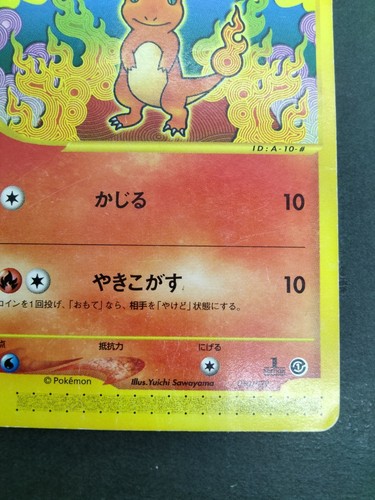 ID:A-10-#
かじる 10
やきこがす 10
コインを1回投げ、「おもて」なら、相手を「やけど」状態にする。
点 抵抗力 にげる
1 EDITION
© Pokémon Illus.Yuichi Sawayama